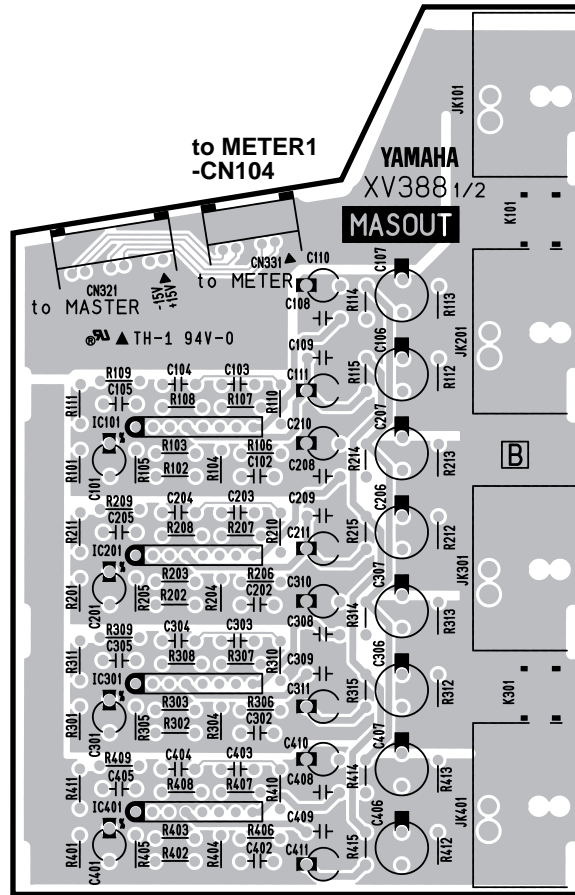 to METER1
-CN104
YAMAHA
XV388 1/2
MASOUT
JK101
K101
CN331
to METER
CN321
to MASTER
-15V
+15V
TH-1 94V-0
C110
C108
R114
C107
R113
C109
C111
R115
C106
R112
JK201
R109
C105
C104
C103
R111
R108
R107
R110
IC101
C210
C207
R103
R106
R101
C101
R105
R102
R104
C102
C208
R214
R213
B
R209
C205
C204
C203
C209
C206
R211
R208
R207
R210
C211
R215
R212
IC201
R203
R206
R201
C201
R205
R202
R204
C202
C310
C308
R314
C307
R313
JK301
R309
C305
C304
C303
R311
R308
R307
R310
C309
C311
R315
C306
R312
K301
IC301
R303
R306
R301
C301
R305
R302
R304
C302
C410
C407
R409
C405
C404
C403
C408
R414
R413
R411
R408
R407
R410
IC401
C409
C406
JK401
R403
R406
R401
C401
R405
R402
R404
C402
C411
R415
R412